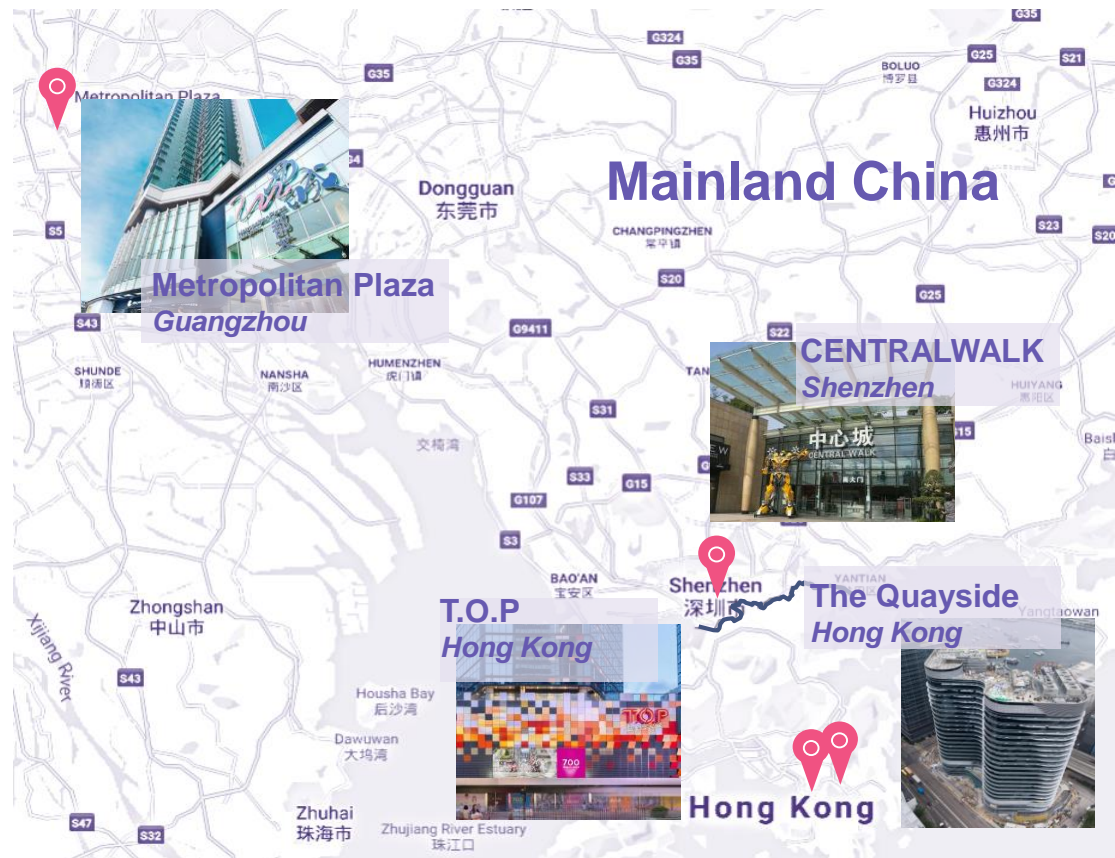 G35
G324
G35
G35
G25
S21
BOLUO
博罗县
G324
Huizhou
惠州市
Metropolitan Plaza
G4
Dongguan
东莞市
Mainland China
S5
CHANGPINGZHEN
常平镇
S23
S20
S20
G25
Metropolitan Plaza
Guangzhou
S43
G9411
S22
SHUNDE
顺德区
NANSHA
南沙区
HUMENZHEN
虎门镇
CENTRALWALK
Shenzhen
HUIYANG
惠阳区
S31
中心城
CENTRAL WALK
南大门
交椅湾
S33
G15
G107
S3
BAO'AN
宝安区
Shenzhen
深圳市
YANTIAN
Yangtaowan
Zhongshan
中山市
Xijiang River
S43
T.O.P
Hong Kong
The Quayside
Hong Kong
T.O.P
700
Housha Bay
后沙湾
Dawuwan
大坞湾
Hong Kong
Zhuhai
珠海市
Zhujiang River Estuary
珠江口
S47
S32